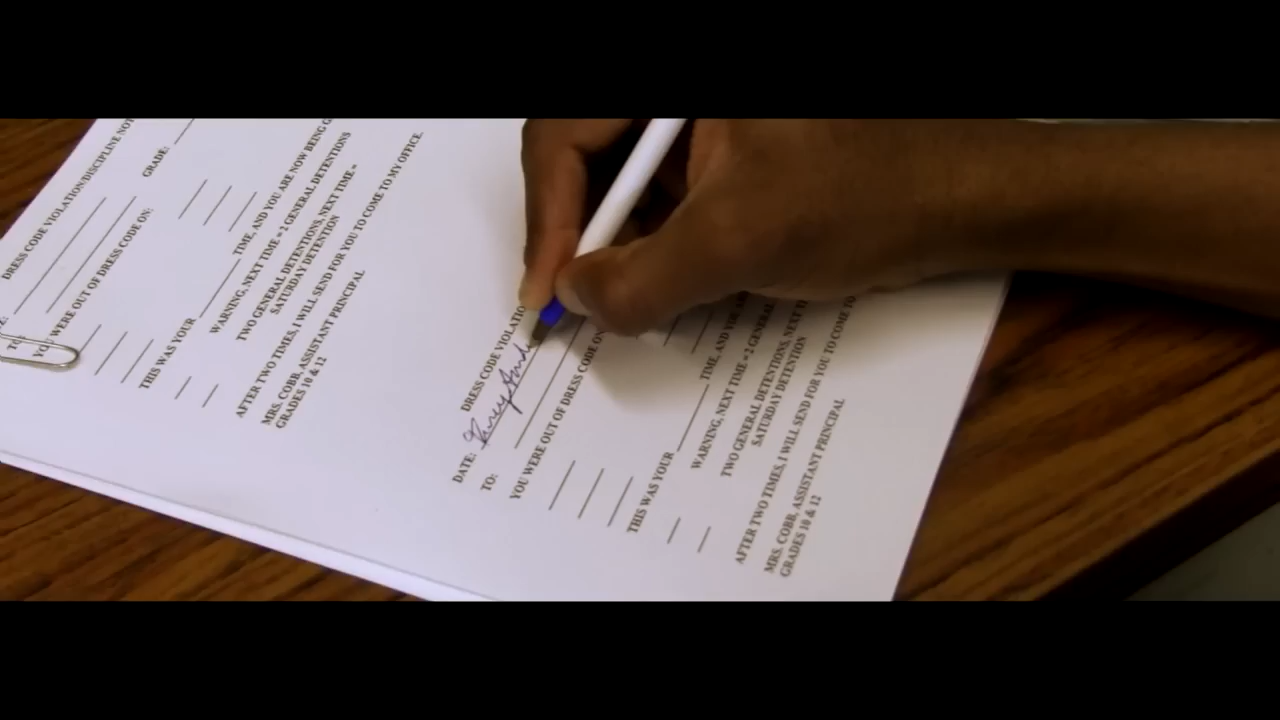 DRESS CODE VIOLATION/DISCIPLINE
GRADE:
TO:
YOU WERE OUT OF DRESS CODE ON:
THIS WAS YOUR TIME, AND YOU ARE NOW BEING
WARNING, NEXT TIME = 2 GENERAL DETENTIONS
TWO GENERAL DETENTIONS, NEXT TIME =
SATURDAY DETENTION
AFTER TWO TIMES, I WILL SEND FOR YOU TO COME TO MY OFFICE.
MRS. COBB, ASSISTANT PRINCIPAL
GRADES 10 & 12
DRESS CODE
DATE:
TO:
YOU WERE OUT OF DRESS CODE
THIS WAS YOUR TIME, AND
WARNING, NEXT TIME = 2 GENERAL
TWO GENERAL DETENTIONS, NEXT
SATURDAY DETENTION
AFTER TWO TIMES, I WILL SEND FOR YOU TO COME TO
MRS. COBB, ASSISTANT PRINCIPAL
GRADES 10 & 12